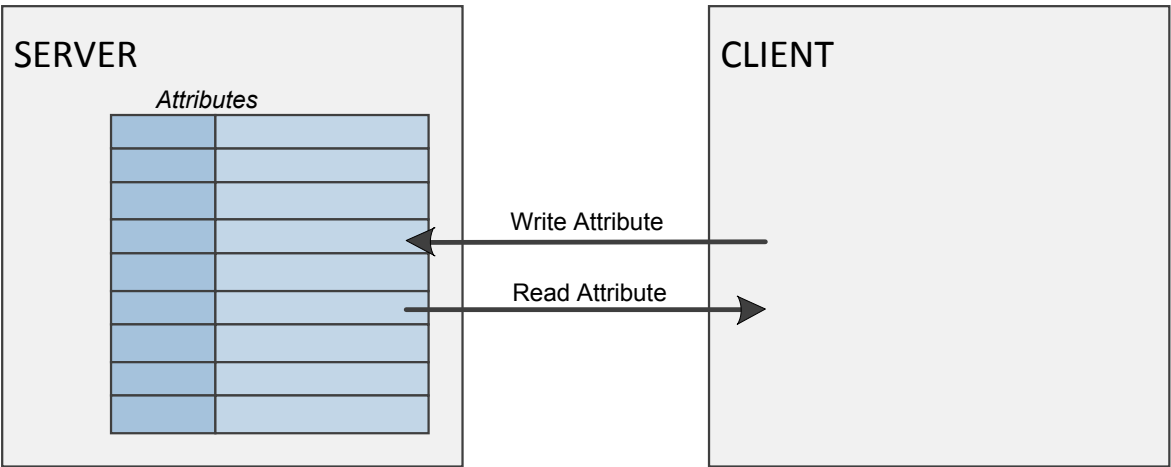 SERVER
CLIENT
Attributes
Write Attribute
Read Attribute